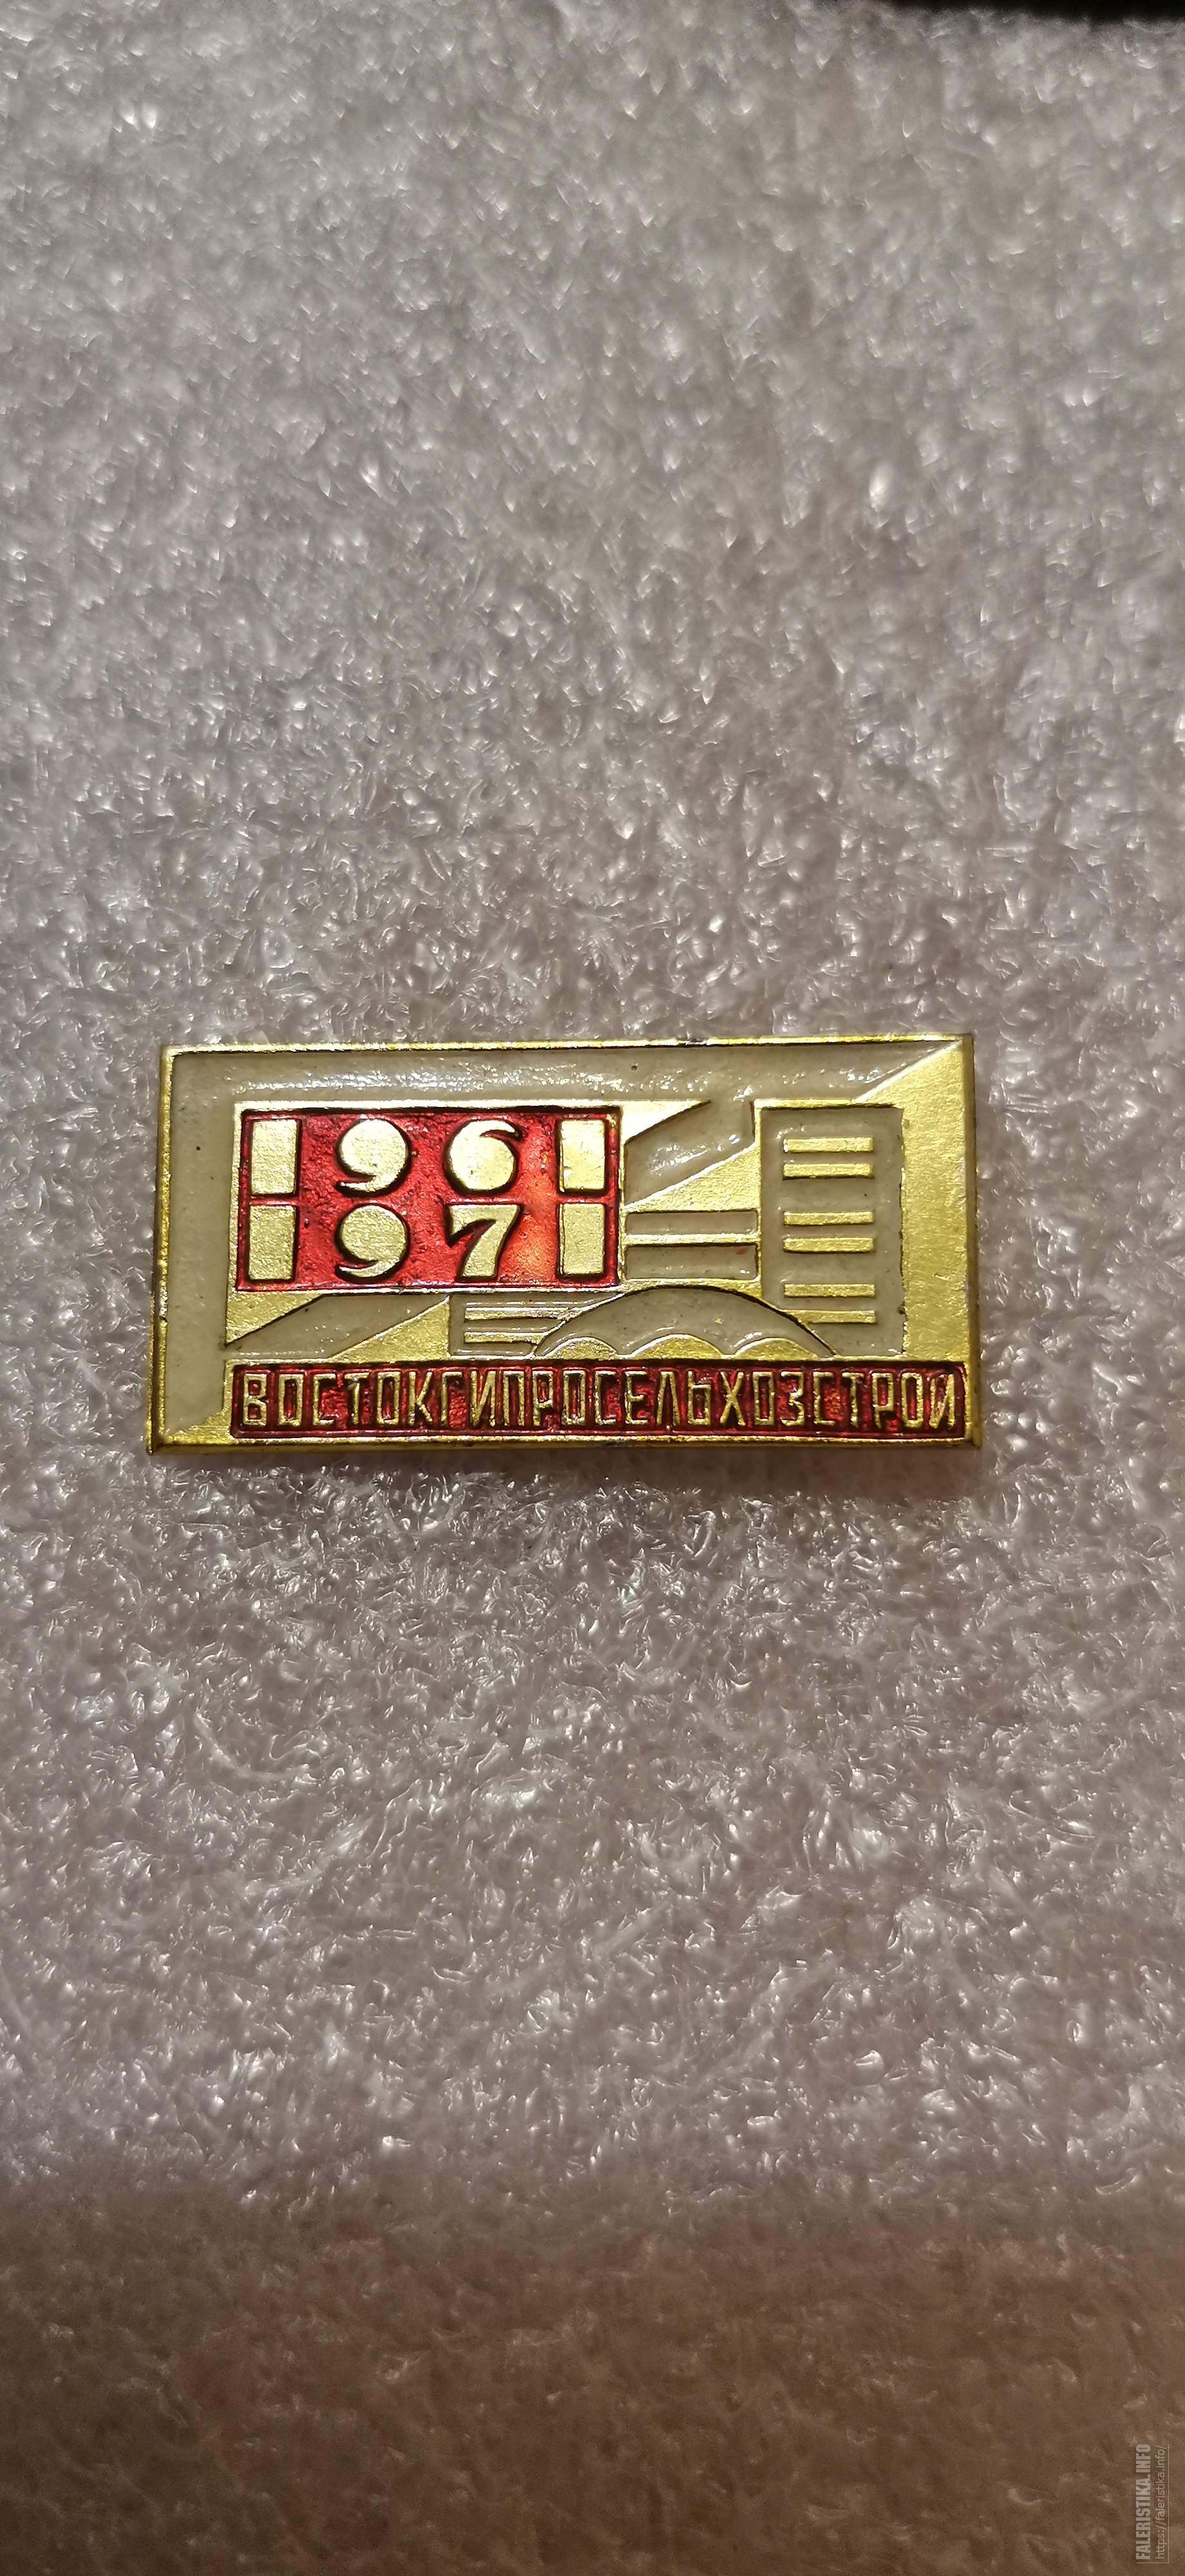 1961
1971
ВОСТОКГИПРОСЕЛЬХОЗСТРОЙ
FALERISTIKA.INFO
https://faleristika.info/